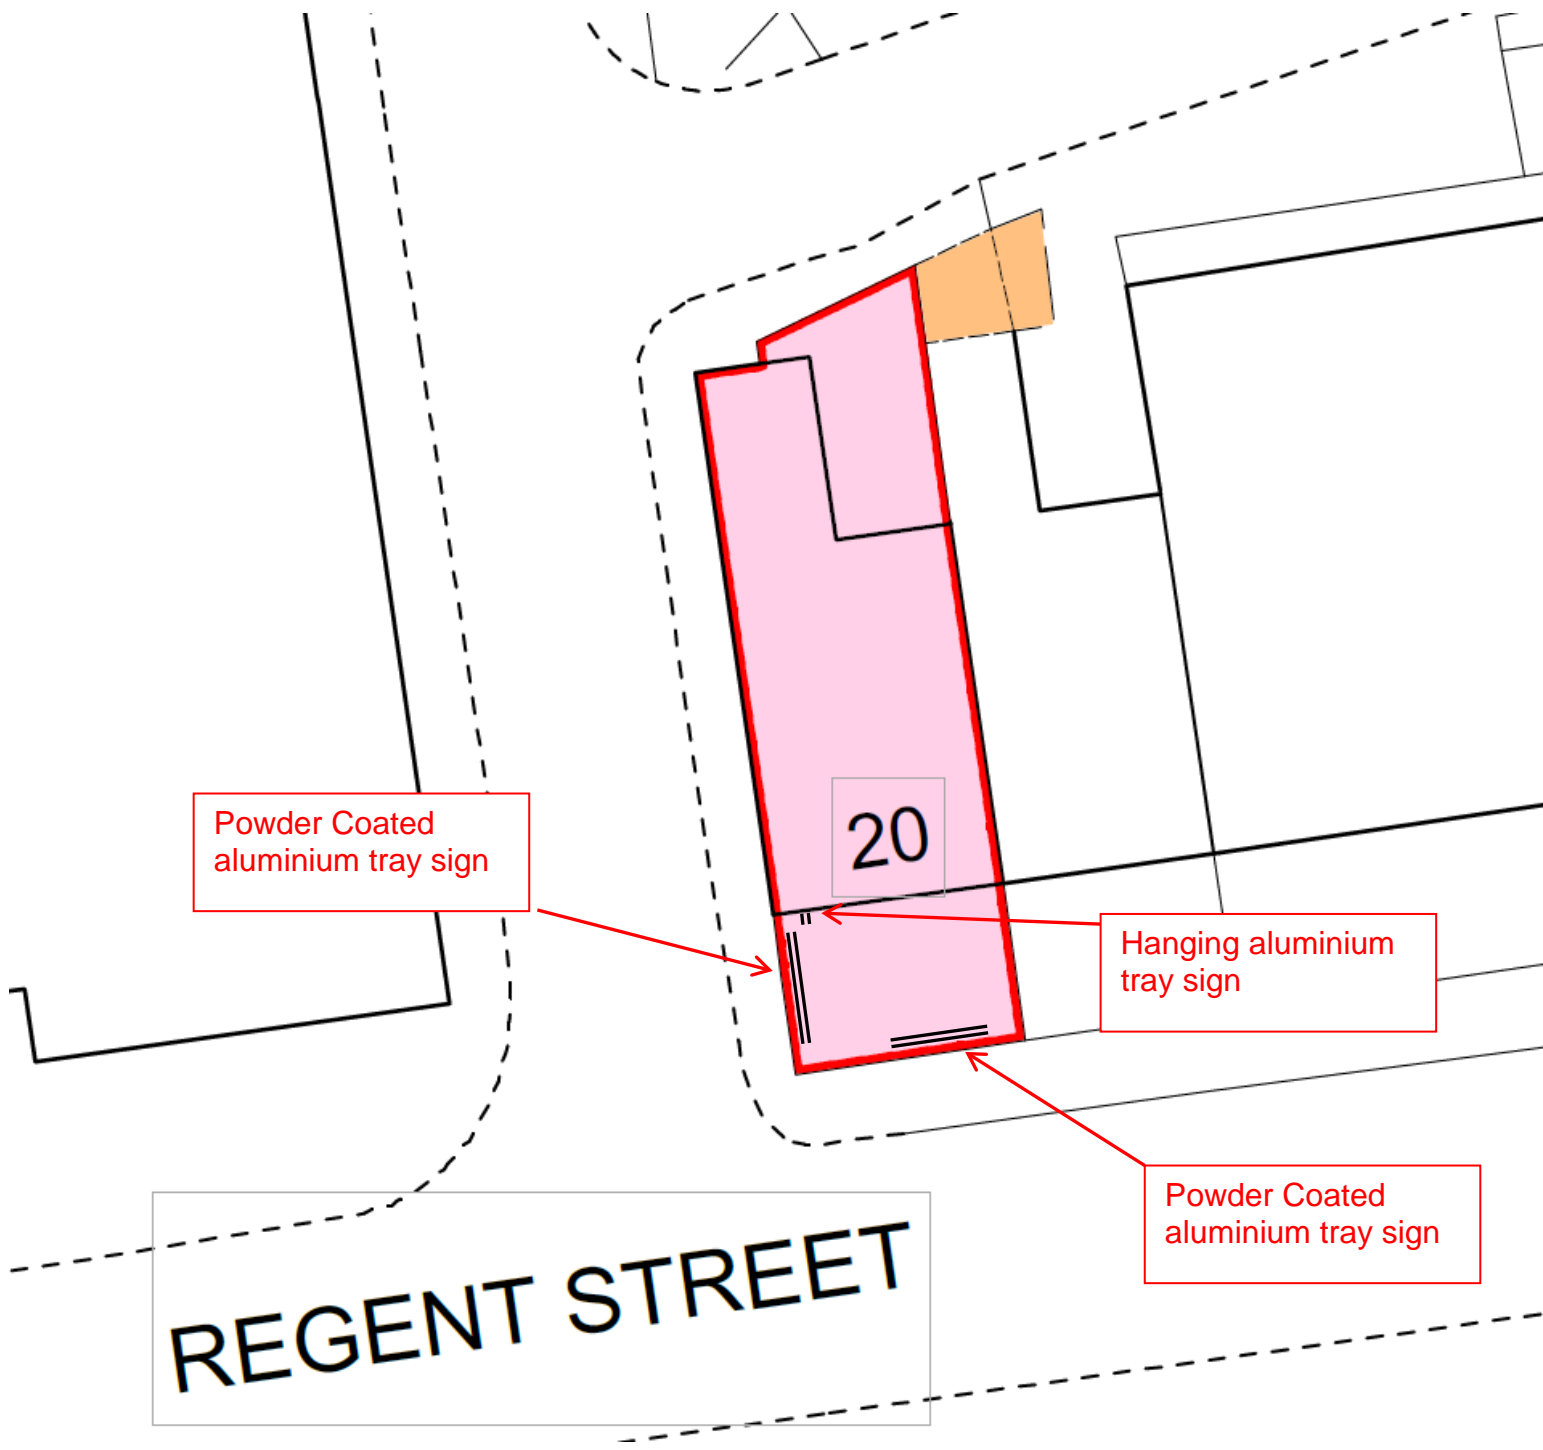 Powder Coated
aluminium tray sign
20
Hanging aluminium
tray sign
Powder Coated
aluminium tray sign
REGENT STREET